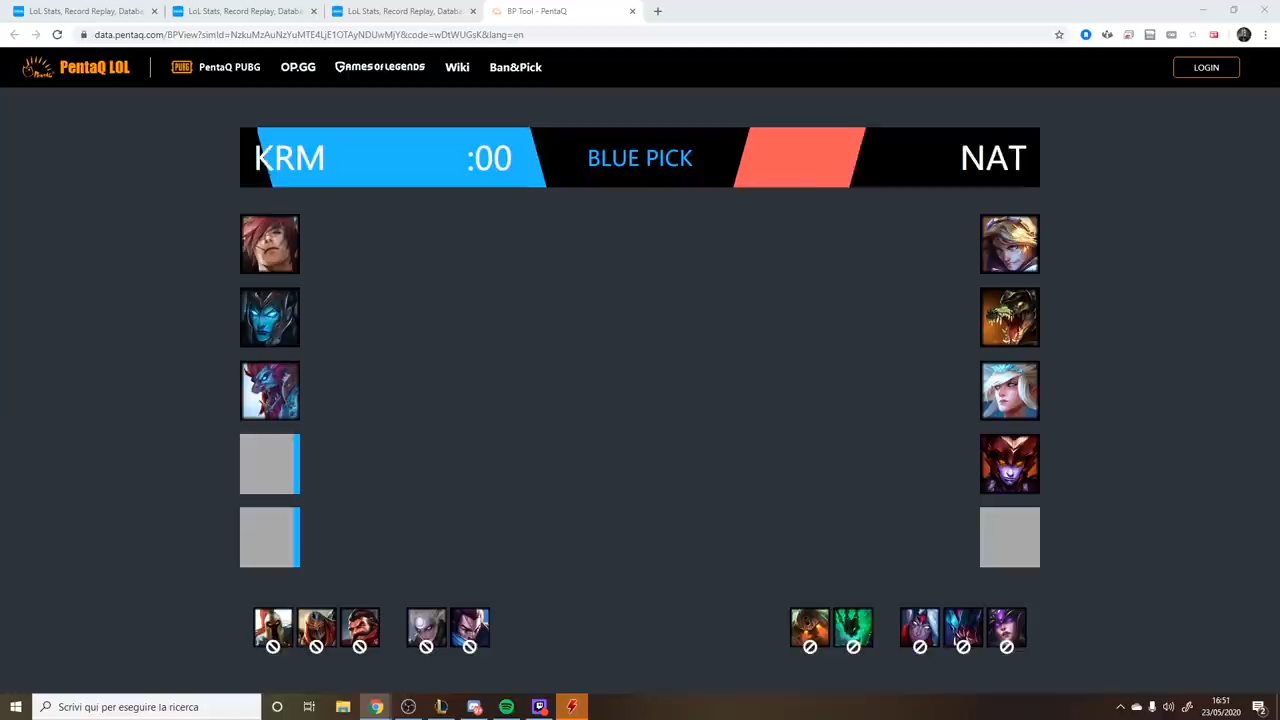 LoL Stats, Record Replay, Databa
LoL Stats, Record Replay, Databa
LoL Stats, Record Replay, Databa
BP Tool - PentaQ
data.pentaq.com/BPView?simId=NzkuMzAuNzYuMTE4LjE1OTAyNDUwMjY&code=wDtWUGsK&lang=en
PentaQ LOL
PUBG
PentaQ PUBG
OP.GG
GAMES OF LEGENDS
Wiki
Ban&Pick
LOGIN
KRM
:00
BLUE PICK
NAT
Scrivi qui per eseguire la ricerca
16:51
23/05/2020
2